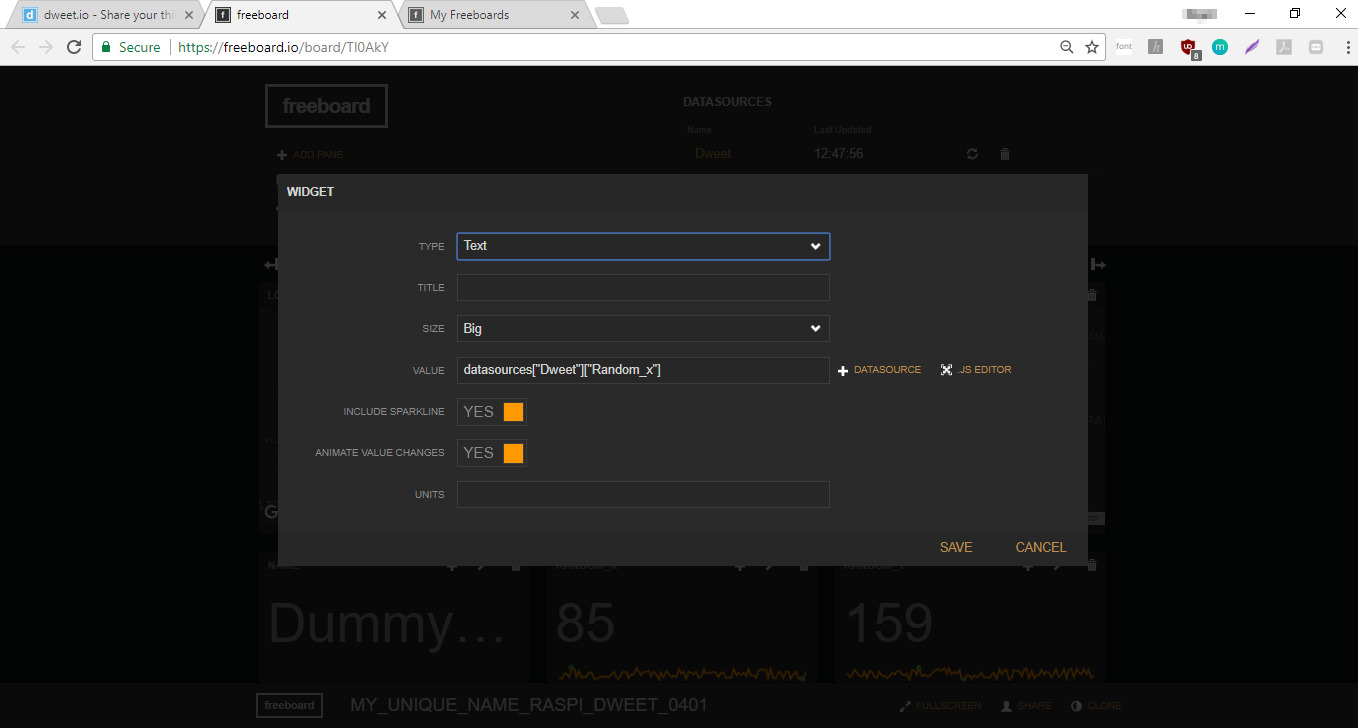 dweet.io - Share your thi
freeboard
My Freeboards
Secure
https://freeboard.io/board/TI0AkY
font
8
freeboard
DATASOURCES
Name
Last Updated
ADD PANE
Dweet
12:47:56
WIDGET
TYPE
Text
TITLE
SIZE
Big
VALUE
datasources["Dweet"]["Random_x"]
DATASOURCE
.JS EDITOR
INCLUDE SPARKLINE
YES
ANIMATE VALUE CHANGES
YES
UNITS
SAVE
CANCEL
NAME
RANDOM_X
RANDOM_Y
Dummy...
85
159
freeboard
MY_UNIQUE_NAME_RASPI_DWEET_0401
FULLSCREEN
SHARE
CLONE